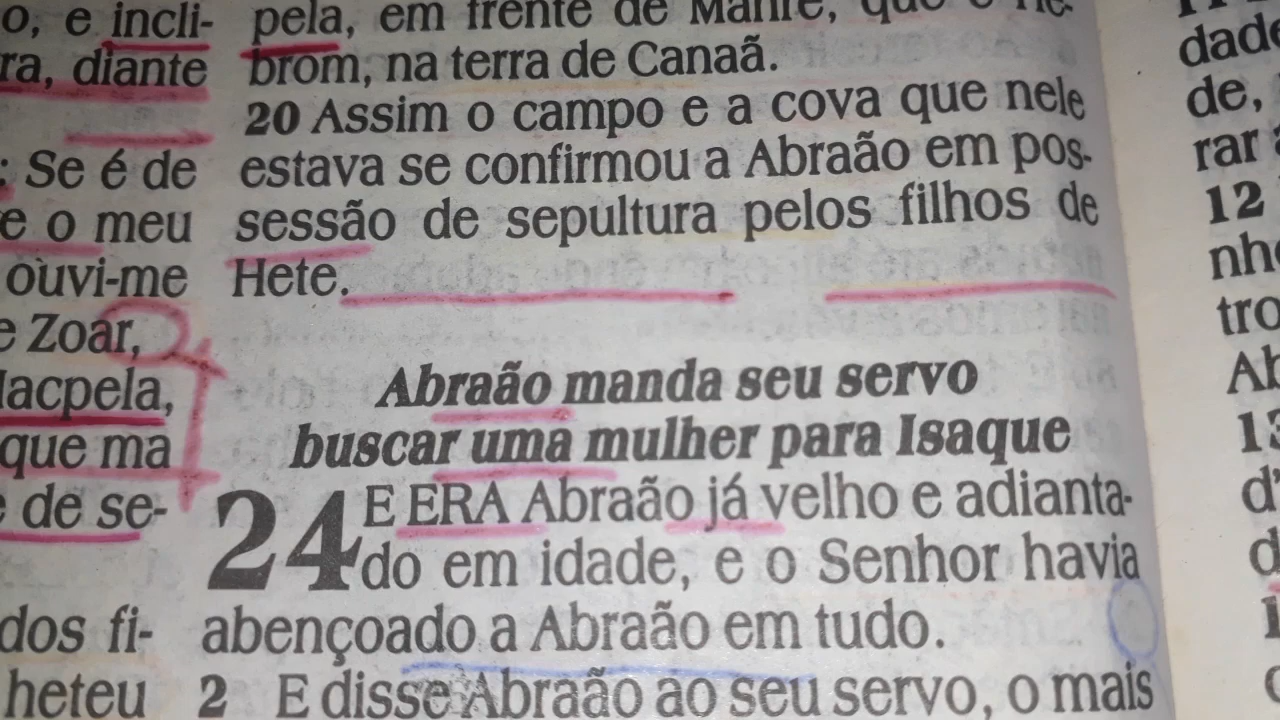 o, e incli-
ra, diante
: Se é de
e o meu
ouvi-me
e Zoar,
lacpela,
que ma
de se-
dos fi-
heteu
pela, em frente de Manre, que é He-
brom, na terra de Canaã.
20 Assim o campo e a cova que nele
estava se confirmou a Abraão em pos-
sessão de sepultura pelos filhos de
Hete.
Abraão manda seu servo
buscar uma mulher para Isaque
24 E ERA Abraão já velho e adianta-
do em idade, e o Senhor havia
abençoado a Abraão em tudo.
2 E disse Abraão ao seu servo, o mais
dade
de,
rar
12
nho
tro
Ab
13